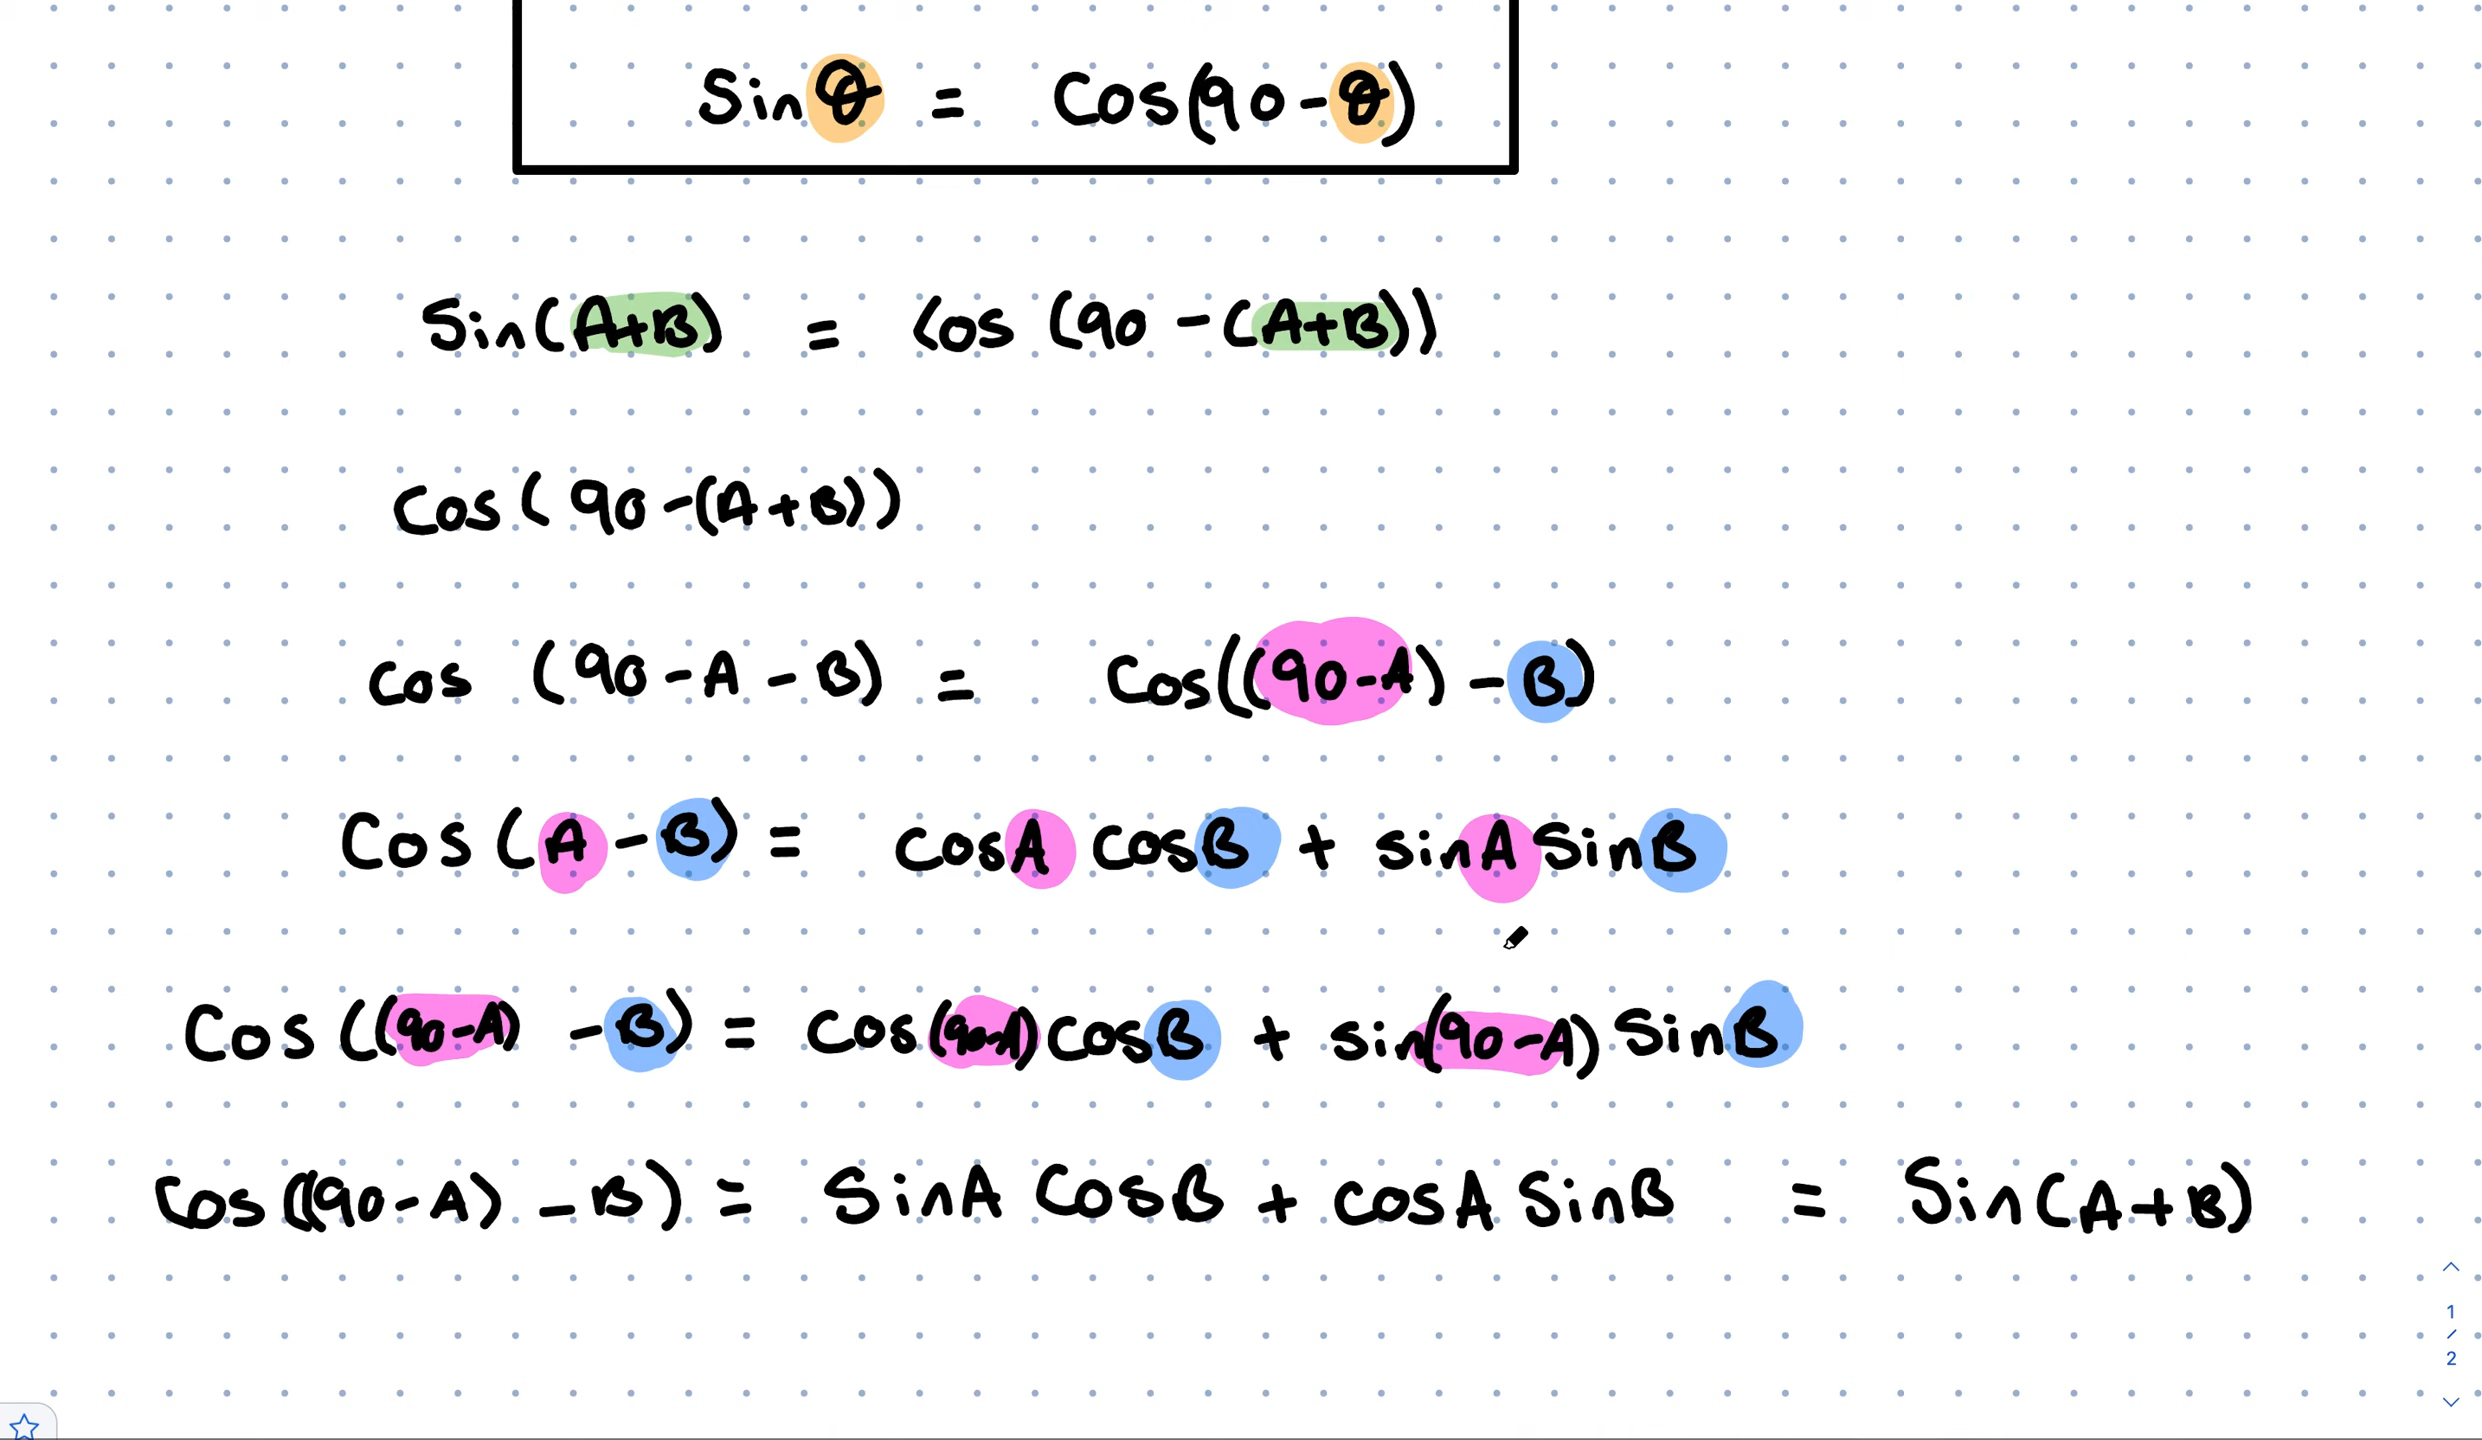 Sinθ = Cos(90-θ)
Sin(A+B) = Cos (90 -(A+B))
Cos( 90-(A+B))
cos (90-A-B) = Cos((90-A) -B)
Cos (A-B) = cosA cosB + sinA SinB
Cos ((90-A) -B) = Cos(90-A) cosB + sin(90-A) SinB
Cos((90-A) -B) = SinA CosB + cosA SinB = Sin(A+B)
1
/
2